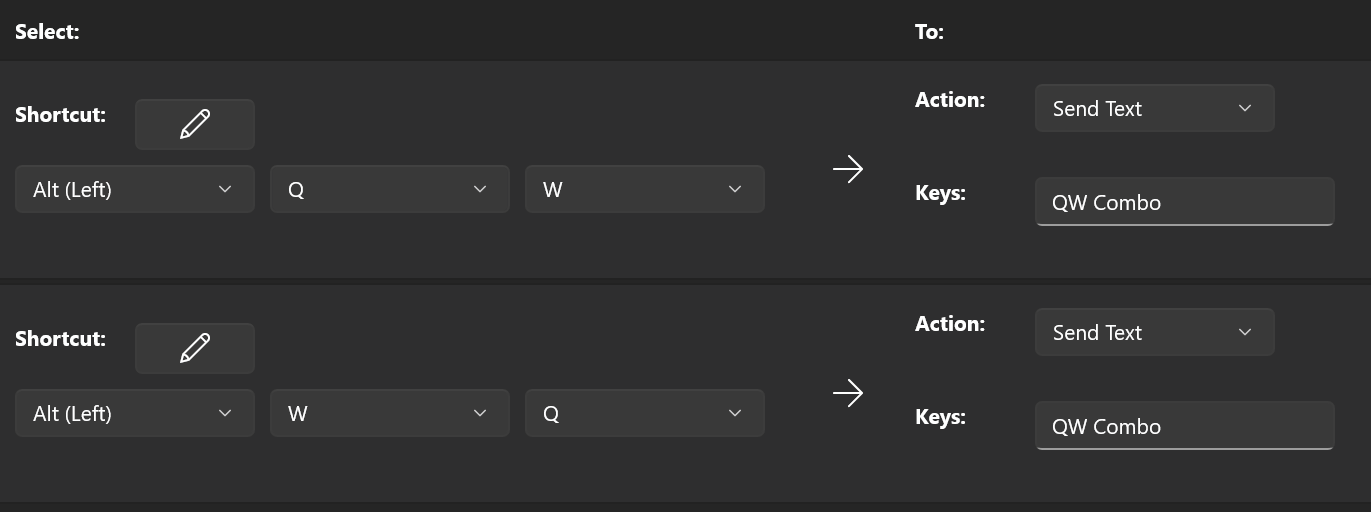 Select: To:
Shortcut: Action: Send Text
Alt (Left) Q W
Keys: QW Combo
Shortcut: Action: Send Text
Alt (Left) W Q
Keys: QW Combo